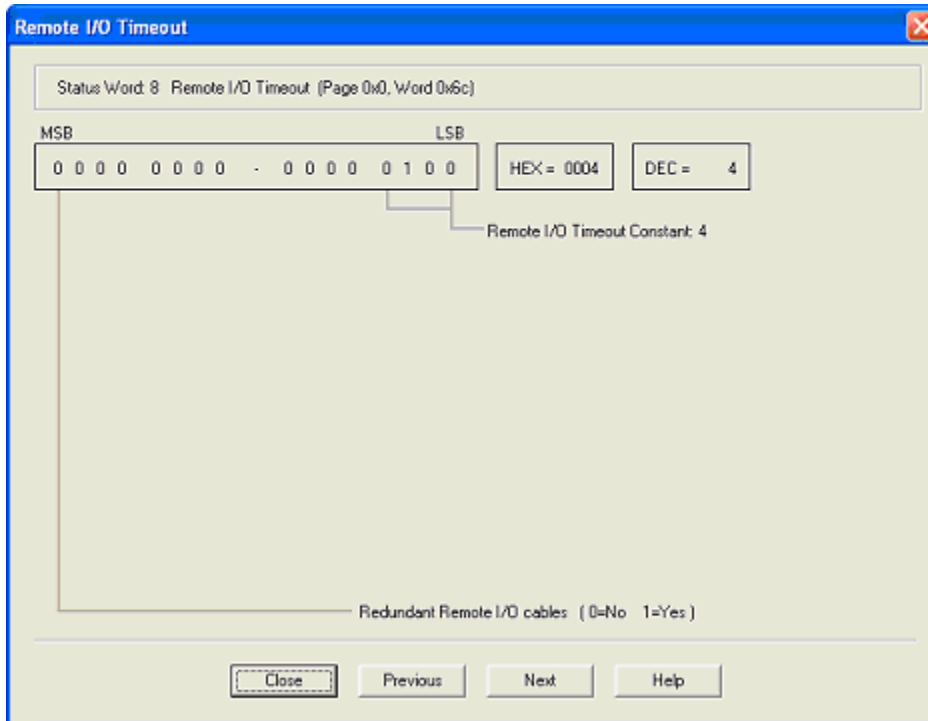 Remote I/O Timeout
Status Word: 8 Remote I/O Timeout (Page 0x0, Word 0x6c)
MSB LSB
0 0 0 0 0 0 0 0 - 0 0 0 0 0 1 0 0 HEX = 0004 DEC = 4
Remote I/O Timeout Constant: 4
Redundant Remote I/O cables ( 0=No 1=Yes )
Close Previous Next Help